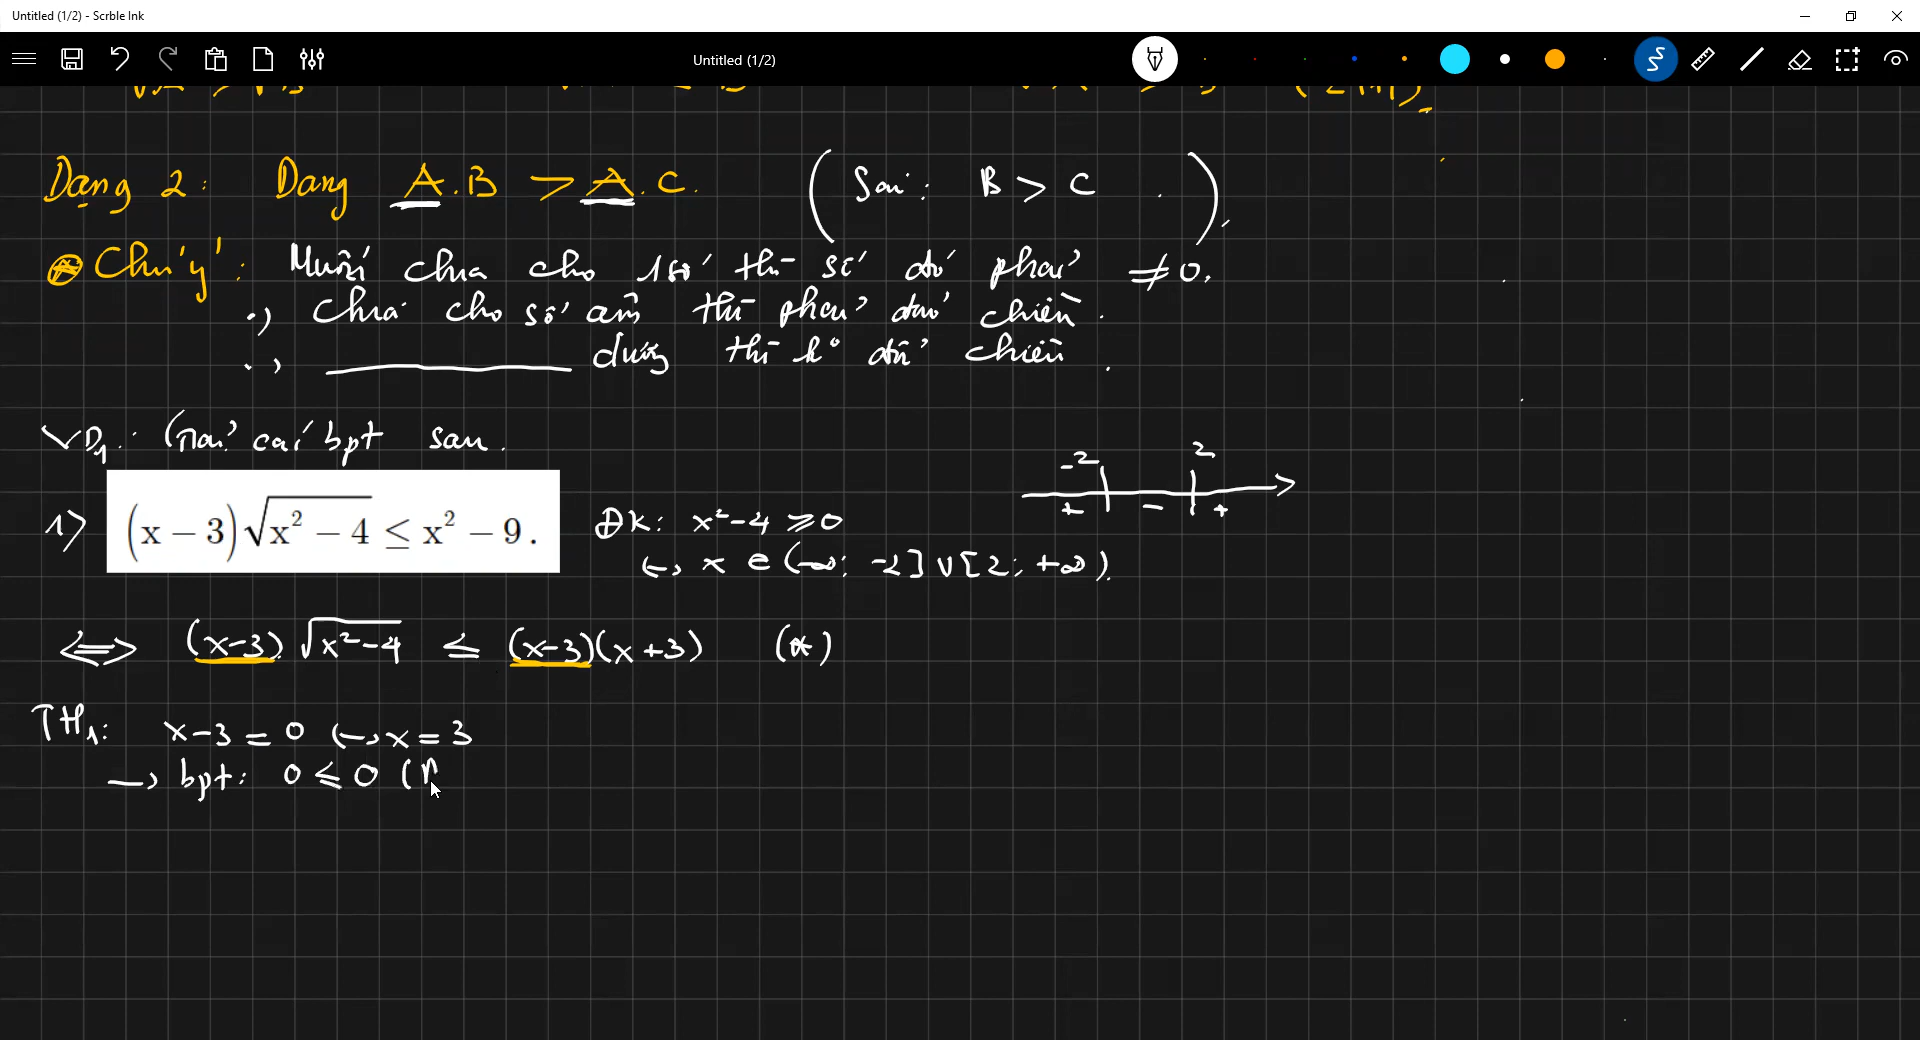 Untitled (1/2) - Scrble Ink
Untitled (1/2)
Dạng 2: Dạng A.B > A.C. (Sai: B > C.)
Chú ý: Muốn chia cho 1 số thì số đó phải ≠ 0.
.) Chia cho số âm thì phải đảo chiều.
.) ________ dương thì k° đổi chiều.
VD1: Giải các bpt sau.
-2 2
+ - +
1) (x − 3)√(x² − 4) ≤ x² − 9. ĐK: x² - 4 ≥ 0
↔ x ∈ (-∞; -2] ∪ [2; +∞).
⟺ (x-3).√(x²-4) ≤ (x-3)(x+3) (*)
TH1: x-3 = 0 ↔ x = 3
→ bpt: 0 ≤ 0 (